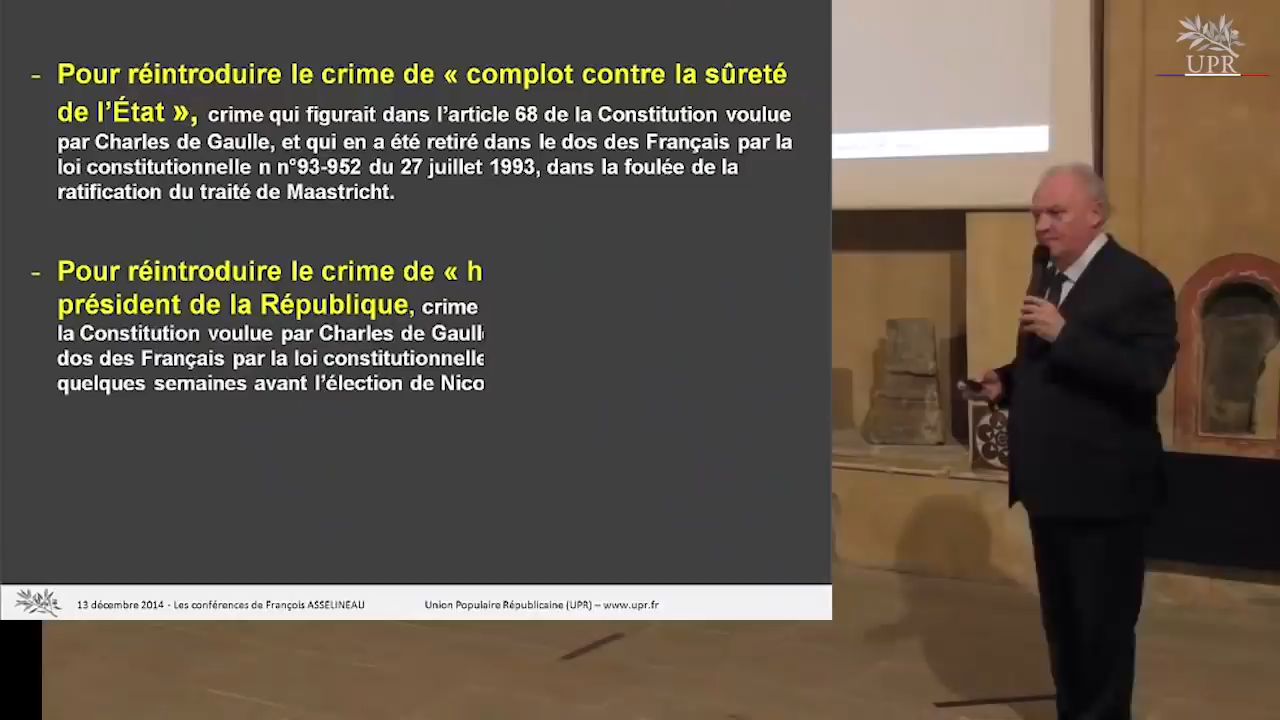 - Pour réintroduire le crime de « complot contre la sûreté
de l'État », crime qui figurait dans l'article 68 de la Constitution voulue
par Charles de Gaulle, et qui en a été retiré dans le dos des Français par la
loi constitutionnelle n n°93-952 du 27 juillet 1993, dans la foulée de la
ratification du traité de Maastricht.
- Pour réintroduire le crime de « h
président de la République, crime
la Constitution voulue par Charles de Gaull
dos des Français par la loi constitutionnelle
quelques semaines avant l'élection de Nico
13 décembre 2014 - Les conférences de François ASSELINEAU
Union Populaire Républicaine (UPR) – www.upr.fr
UPR